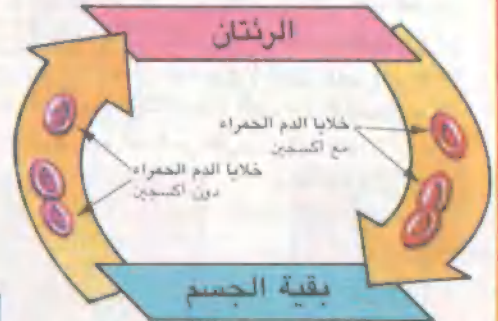 الرئتان
خلايا الدم الحمراء
مع أكسجين
خلايا الدم الحمراء
دون أكسجين
بقية الجسم